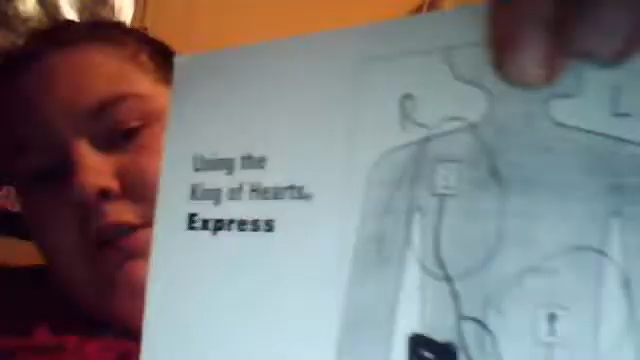 Using the
King of Hearts,
Express
R
L